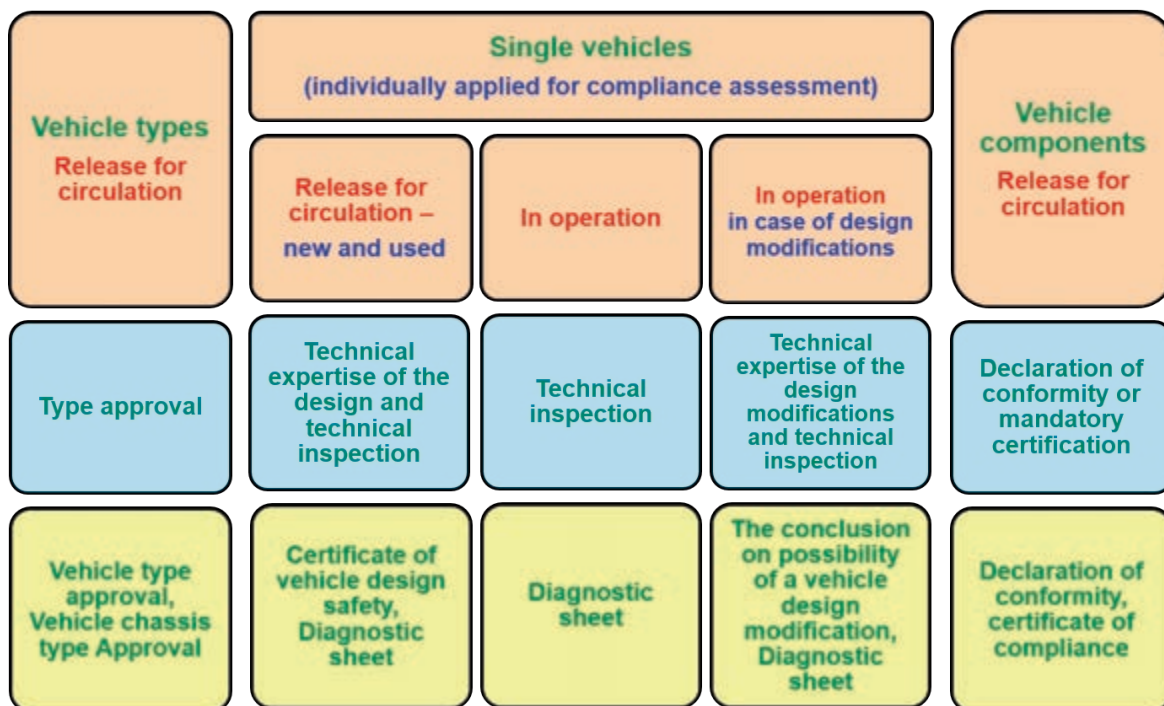 Vehicle types
Release for
circulation
Single vehicles
(individually applied for compliance assessment)
Release for
circulation –
new and used
In operation
In operation
in case of design
modifications
Vehicle
components
Release for
circulation
Type approval
Technical
expertise of the
design and
technical
inspection
Technical
inspection
Technical
expertise of the
design
modifications
and technical
inspection
Declaration of
conformity or
mandatory
certification
Vehicle type
approval,
Vehicle chassis
type Approval
Certificate of
vehicle design
safety,
Diagnostic
sheet
Diagnostic
sheet
The conclusion
on possibility
of a vehicle
design
modification,
Diagnostic
sheet
Declaration of
conformity,
certificate of
compliance